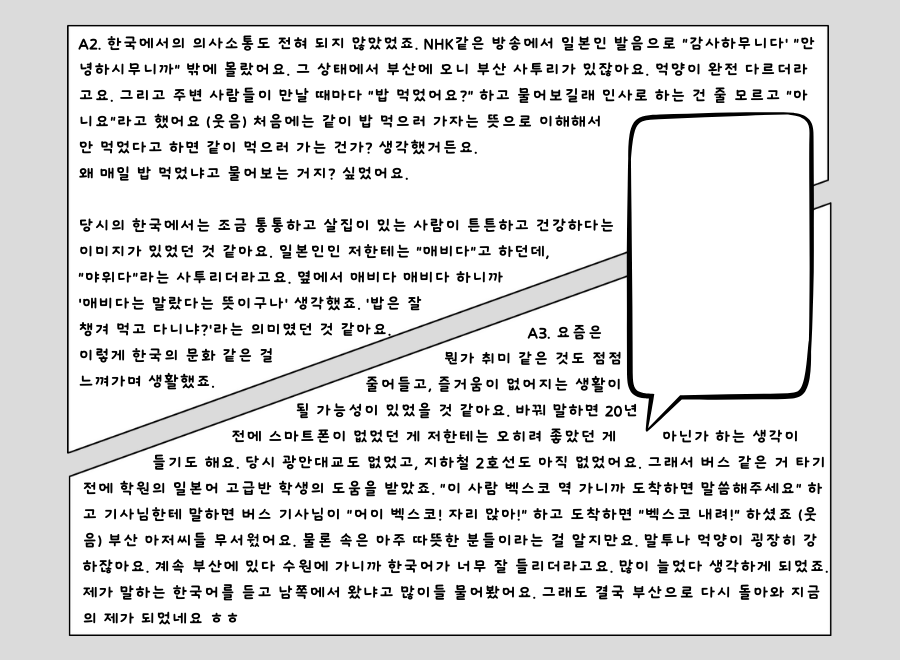 A2. 한국에서의 의사소통도 전혀 되지 않았었죠. NHK같은 방송에서 일본인 발음으로 "감사하무니다' "안
녕하시무니까" 밖에 몰랐어요. 그 상태에서 부산에 오니 부산 사투리가 있잖아요. 억양이 완전 다르더라
고요. 그리고 주변 사람들이 만날 때마다 "밥 먹었어요?" 하고 물어보길래 인사로 하는 건 줄 모르고 "아
니요"라고 했어요 (웃음) 처음에는 같이 밥 먹으러 가자는 뜻으로 이해해서
안 먹었다고 하면 같이 먹으러 가는 건가? 생각했거든요.
왜 매일 밥 먹었냐고 물어보는 거지? 싶었어요.
당시의 한국에서는 조금 통통하고 살집이 있는 사람이 튼튼하고 건강하다는
이미지가 있었던 것 같아요. 일본인인 저한테는 "매비다"고 하던데,
"야위다"라는 사투리더라고요. 옆에서 매비다 매비다 하니까
'매비다는 말랐다는 뜻이구나' 생각했죠. '밥은 잘
챙겨 먹고 다니냐?'라는 의미였던 것 같아요.
이렇게 한국의 문화 같은 걸
느껴가며 생활했죠.
A3. 요즘은
뭔가 취미 같은 것도 점점
줄어들고, 즐거움이 없어지는 생활이
될 가능성이 있었을 것 같아요. 바꿔 말하면 20년
전에 스마트폰이 없었던 게 저한테는 오히려 좋았던 게 아닌가 하는 생각이
들기도 해요. 당시 광안대교도 없었고, 지하철 2호선도 아직 없었어요. 그래서 버스 같은 거 타기
전에 학원의 일본어 고급반 학생의 도움을 받았죠. "이 사람 벡스코 역 가니까 도착하면 말씀해주세요" 하
고 기사님한테 말하면 버스 기사님이 "어이 벡스코! 자리 앉아!" 하고 도착하면 "벡스코 내려!" 하셨죠 (웃
음) 부산 아저씨들 무서웠어요. 물론 속은 아주 따뜻한 분들이라는 걸 알지만요. 말투나 억양이 굉장히 강
하잖아요. 계속 부산에 있다 수원에 가니까 한국어가 너무 잘 들리더라고요. 많이 늘었다 생각하게 되었죠.
제가 말하는 한국어를 듣고 남쪽에서 왔냐고 많이들 물어봤어요. 그래도 결국 부산으로 다시 돌아와 지금
의 제가 되었네요 ㅎㅎ